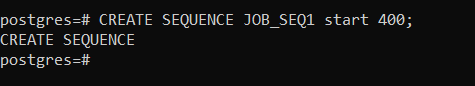 postgres=# CREATE SEQUENCE JOB_SEQ1 start 400;
CREATE SEQUENCE
postgres=#